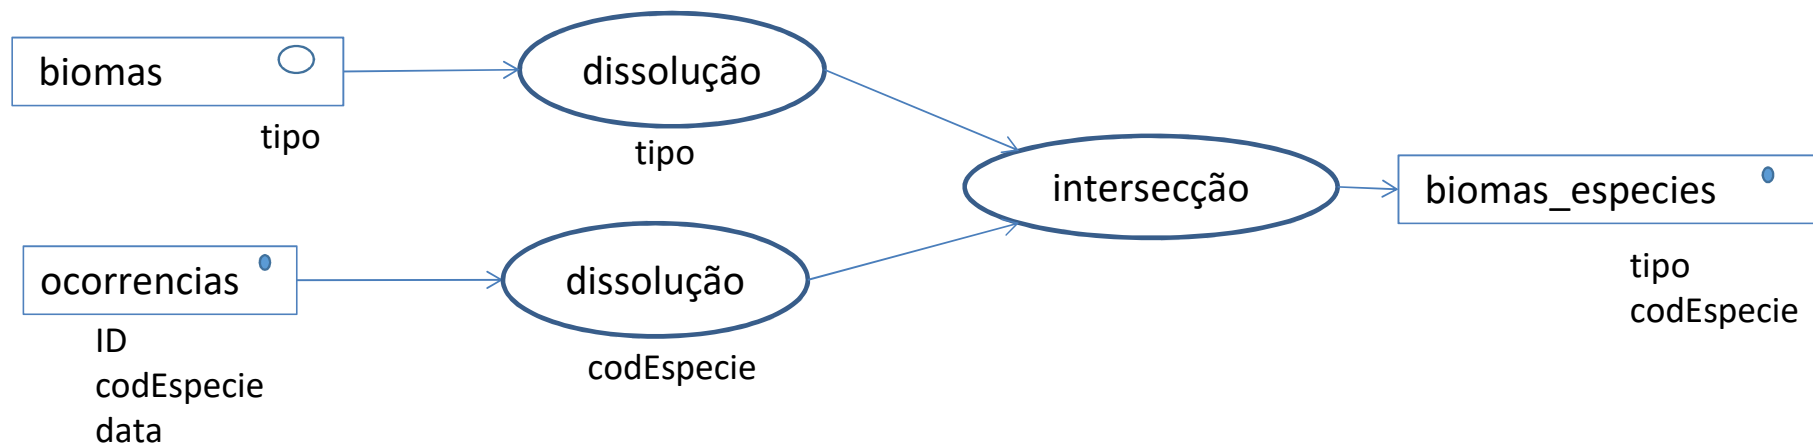 biomas
tipo
dissolução
tipo
ocorrencias
ID
codEspecie
data
dissolução
codEspecie
intersecção
biomas_especies
tipo
codEspecie